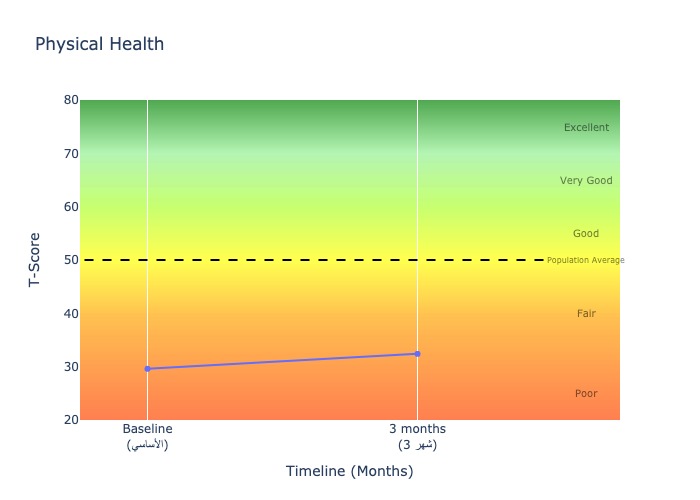 Physical Health
80
Excellent
70
Very Good
60
Good
50
Population Average
40
Fair
30
Poor
20
T-Score
Baseline
(الأساسي)
3 months
(3 شهر)
Timeline (Months)